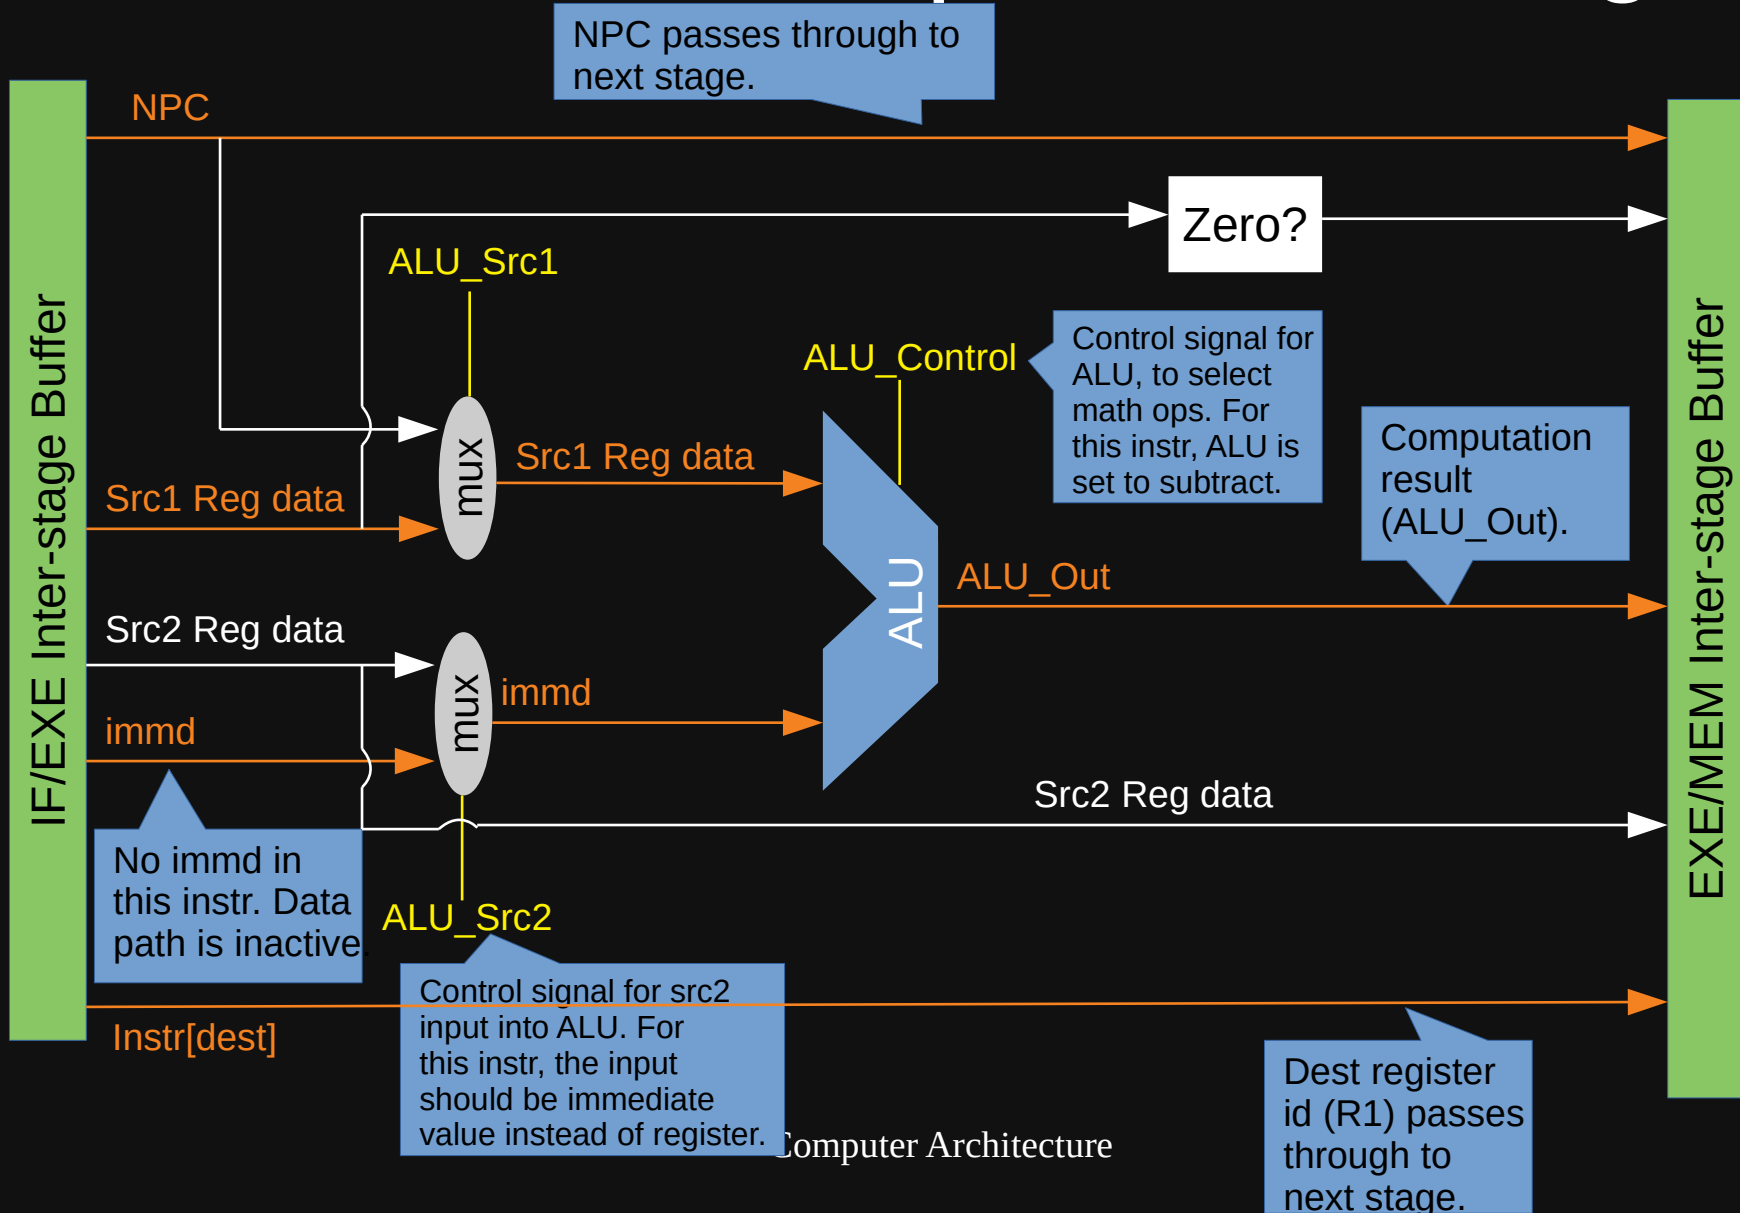 NPC passes through to
next stage.
NPC
Zero?
ALU_Src1
ALU_Control
Control signal for
ALU, to select
math ops. For
this instr, ALU is
set to subtract.
Computation
result
(ALU_Out).
mux
Src1 Reg data
Src1 Reg data
IF/EXE Inter-stage Buffer
EXE/MEM Inter-stage Buffer
ALU
ALU_Out
Src2 Reg data
mux
immd
immd
Src2 Reg data
No immd in
this instr. Data
path is inactive.
ALU_Src2
Control signal for src2
input into ALU. For
this instr, the input
should be immediate
value instead of register.
Instr[dest]
Dest register
id (R1) passes
through to
next stage.
Computer Architecture